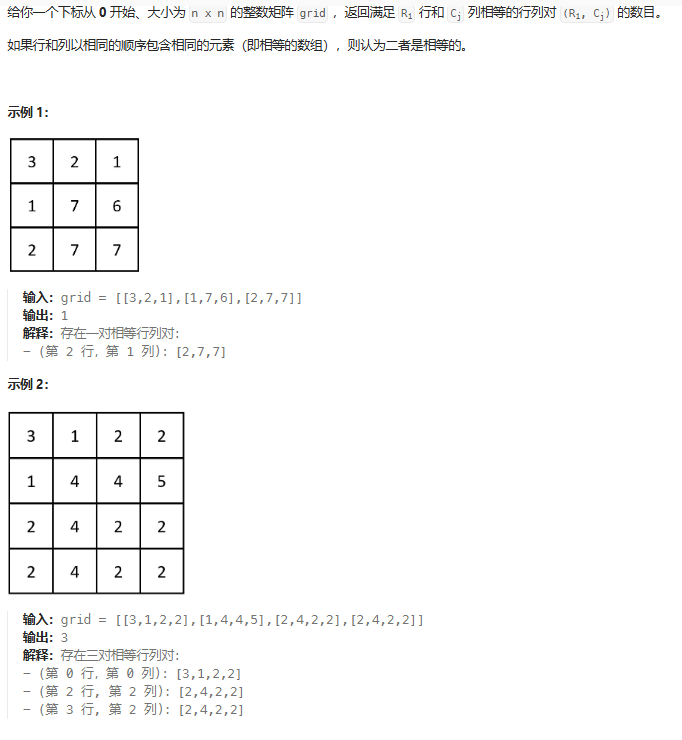 给你一个下标从 0 开始、大小为 n x n 的整数矩阵 grid ，返回满足 Ri 行和 Cj 列相等的行列对 (Ri, Cj) 的数目。
如果行和列以相同的顺序包含相同的元素（即相等的数组），则认为二者是相等的。
示例 1：
3 2 1
1 7 6
2 7 7
输入：grid = [[3,2,1],[1,7,6],[2,7,7]]
输出：1
解释：存在一对相等行列对：
- (第 2 行，第 1 列)：[2,7,7]
示例 2：
3 1 2 2
1 4 4 5
2 4 2 2
2 4 2 2
输入：grid = [[3,1,2,2],[1,4,4,5],[2,4,2,2],[2,4,2,2]]
输出：3
解释：存在三对相等行列对：
- (第 0 行，第 0 列)：[3,1,2,2]
- (第 2 行, 第 2 列)：[2,4,2,2]
- (第 3 行, 第 2 列)：[2,4,2,2]